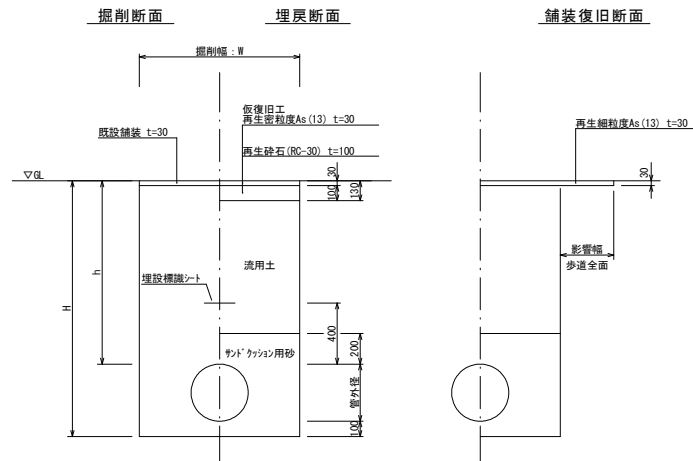 掘削断面
埋戻断面
舗装復旧断面
掘削幅：W
仮復旧工
再生密粒度As(13) t=30
既設舗装 t=30
再生砕石(RC-30) t=100
再生細粒度As(13) t=30
▽GL
30
100
130
30
影響幅
歩道全面
流用土
埋設標識ｼｰﾄ
h
H
400
200
ｻﾝﾄﾞｸｯｼｮﾝ用砂
管外径
100